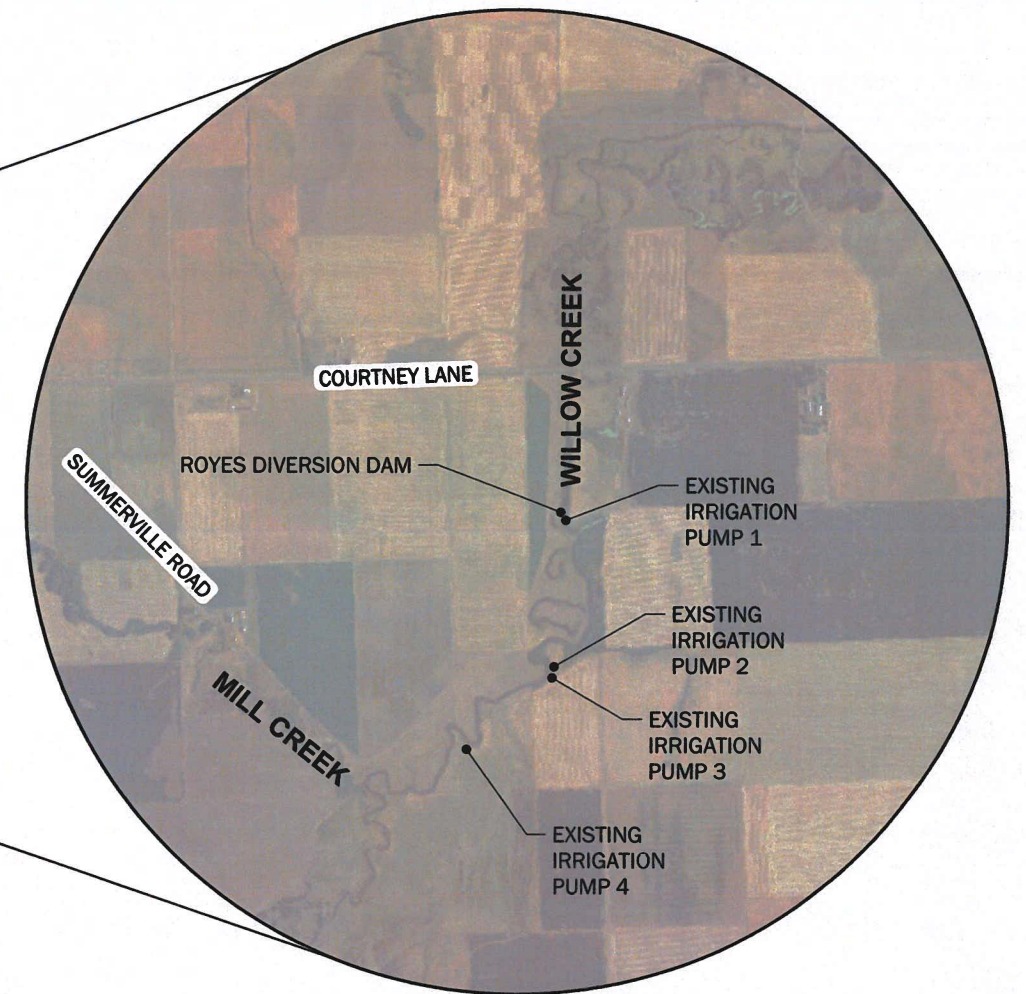 WILLOW CREEK
COURTNEY LANE
ROYES DIVERSION DAM
SUMMERVILLE ROAD
EXISTING
IRRIGATION
PUMP 1
EXISTING
IRRIGATION
PUMP 2
MILL CREEK
EXISTING
IRRIGATION
PUMP 3
EXISTING
IRRIGATION
PUMP 4